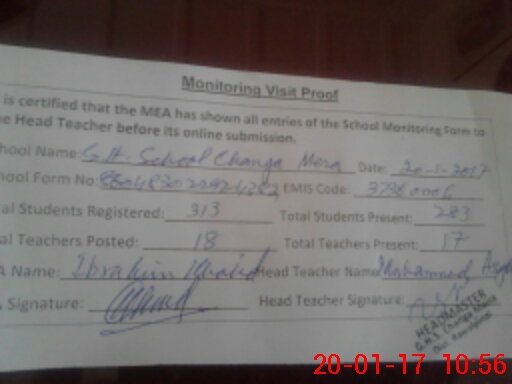 Monitoring Visit Proof
is certified that the MEA has shown all entries of the School Monitoring Form to
he Head Teacher before its online submission.
hool Name: G.H. School Changa Mera Date: 20-1-2017
hool Form No: EMIS Code:
al Students Registered: 313 Total Students Present: 283
al Teachers Posted: 18 Total Teachers Present: 17
A Name: Ibrahim Khalid Head Teacher Name: Muhammad
Signature: Head Teacher Signature:
HEADMASTER
20-01-17 10:56